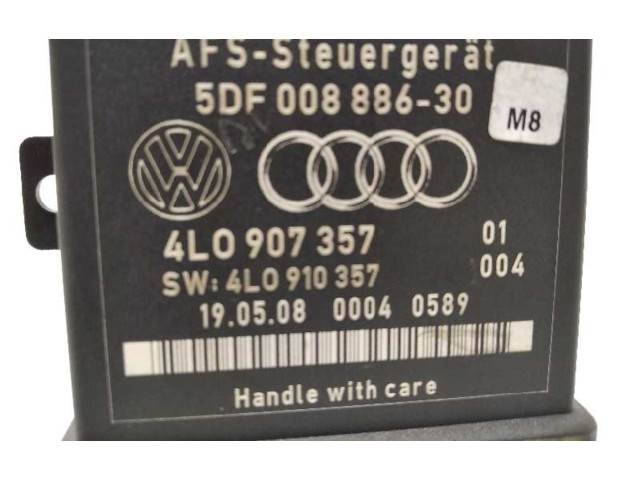 AFS-Steuergerät
5DF 008 886-30
M8
4L0 907 357 01
SW: 4L0 910 357 004
19.05.08 0004 0589
Handle with care